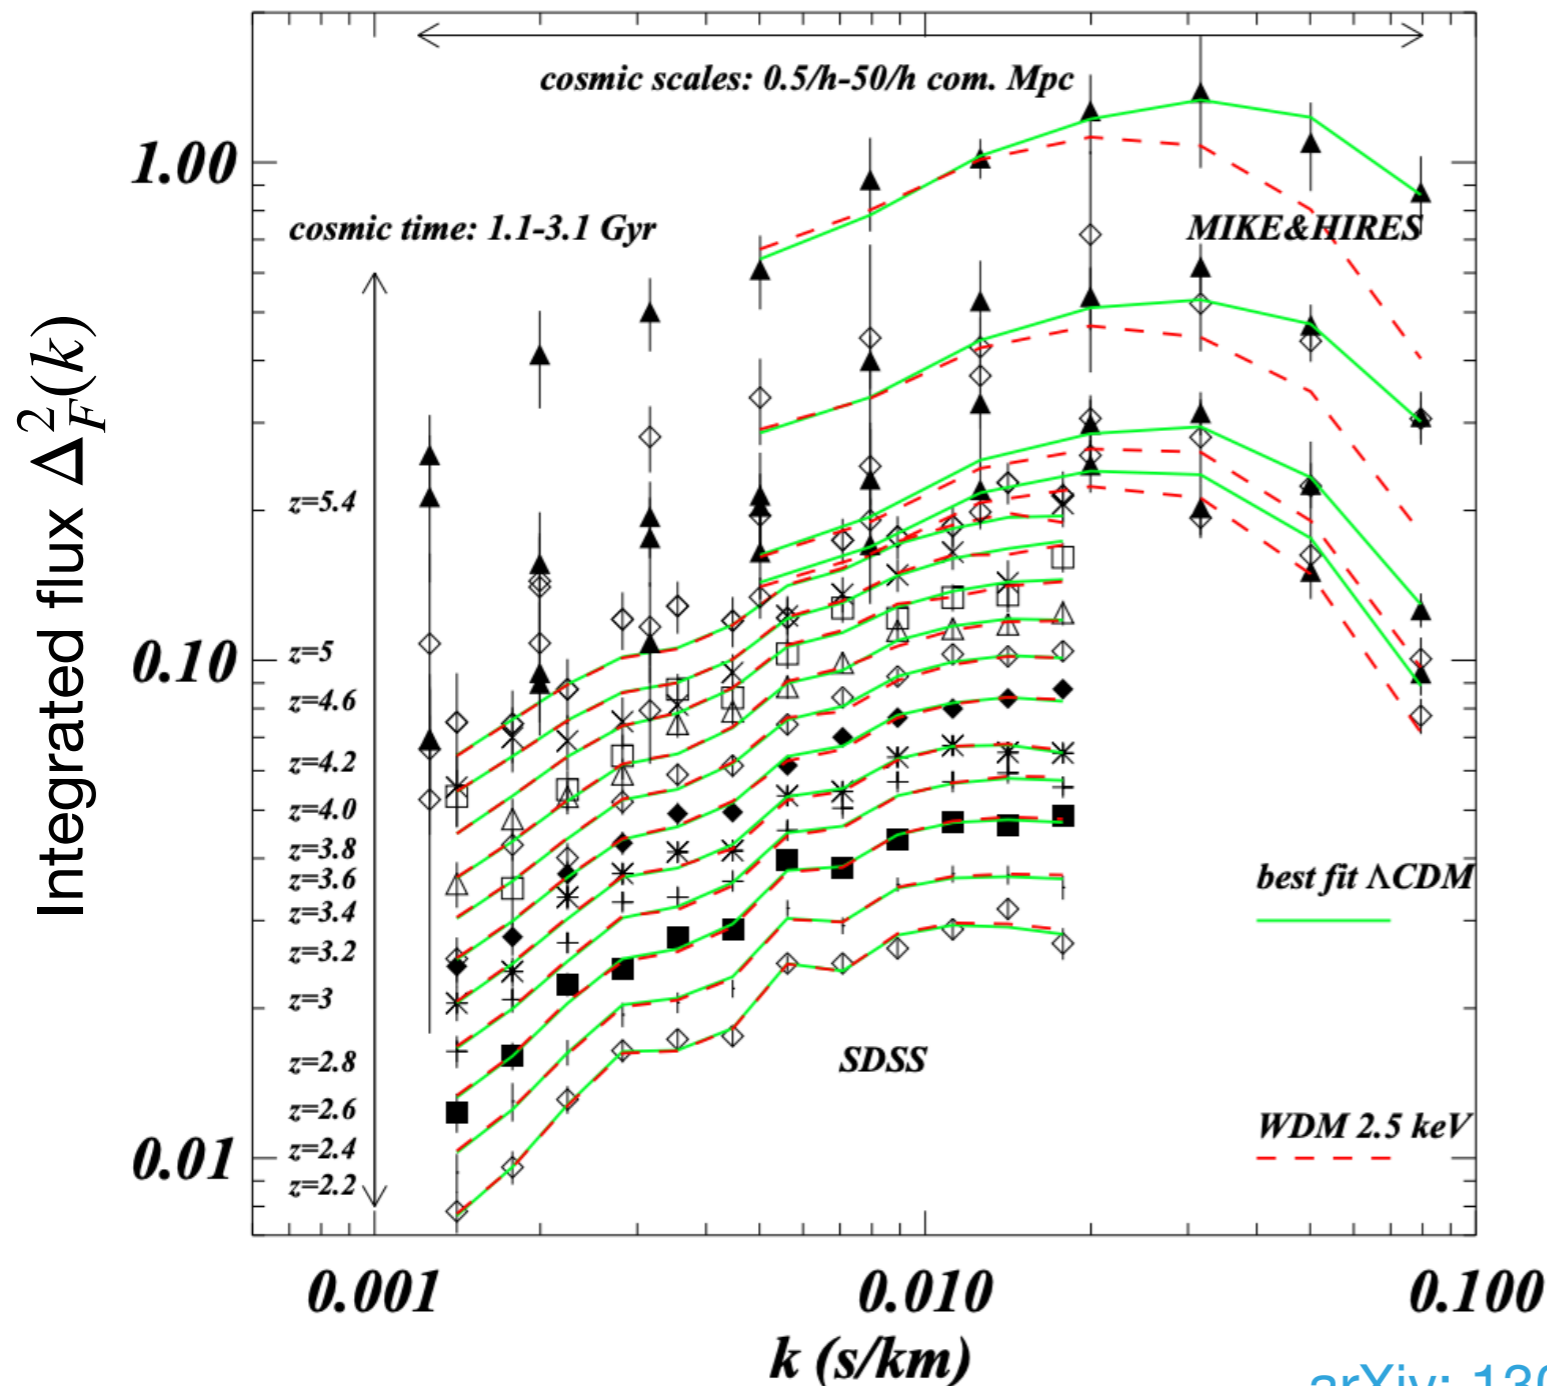 cosmic scales: 0.5/h-50/h com. Mpc
1.00
cosmic time: 1.1-3.1 Gyr
MIKE&HIRES
Integrated flux Δ²_F(k)
z=5.4
0.10
z=5
z=4.6
z=4.2
z=4.0
z=3.8
z=3.6
z=3.4
z=3.2
z=3
z=2.8
z=2.6
z=2.4
z=2.2
best fit ΛCDM
SDSS
WDM 2.5 keV
0.01
0.001
0.010
0.100
k (s/km)